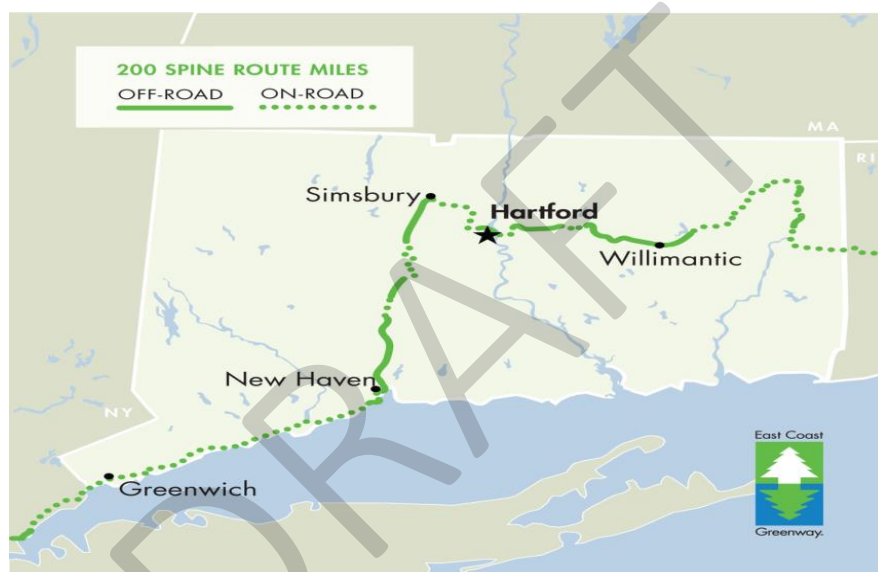 200 SPINE ROUTE MILES
OFF-ROAD ON-ROAD
MA
RI
Simsbury
Hartford
Willimantic
New Haven
NY
Greenwich
East Coast
Greenway.
DRAFT